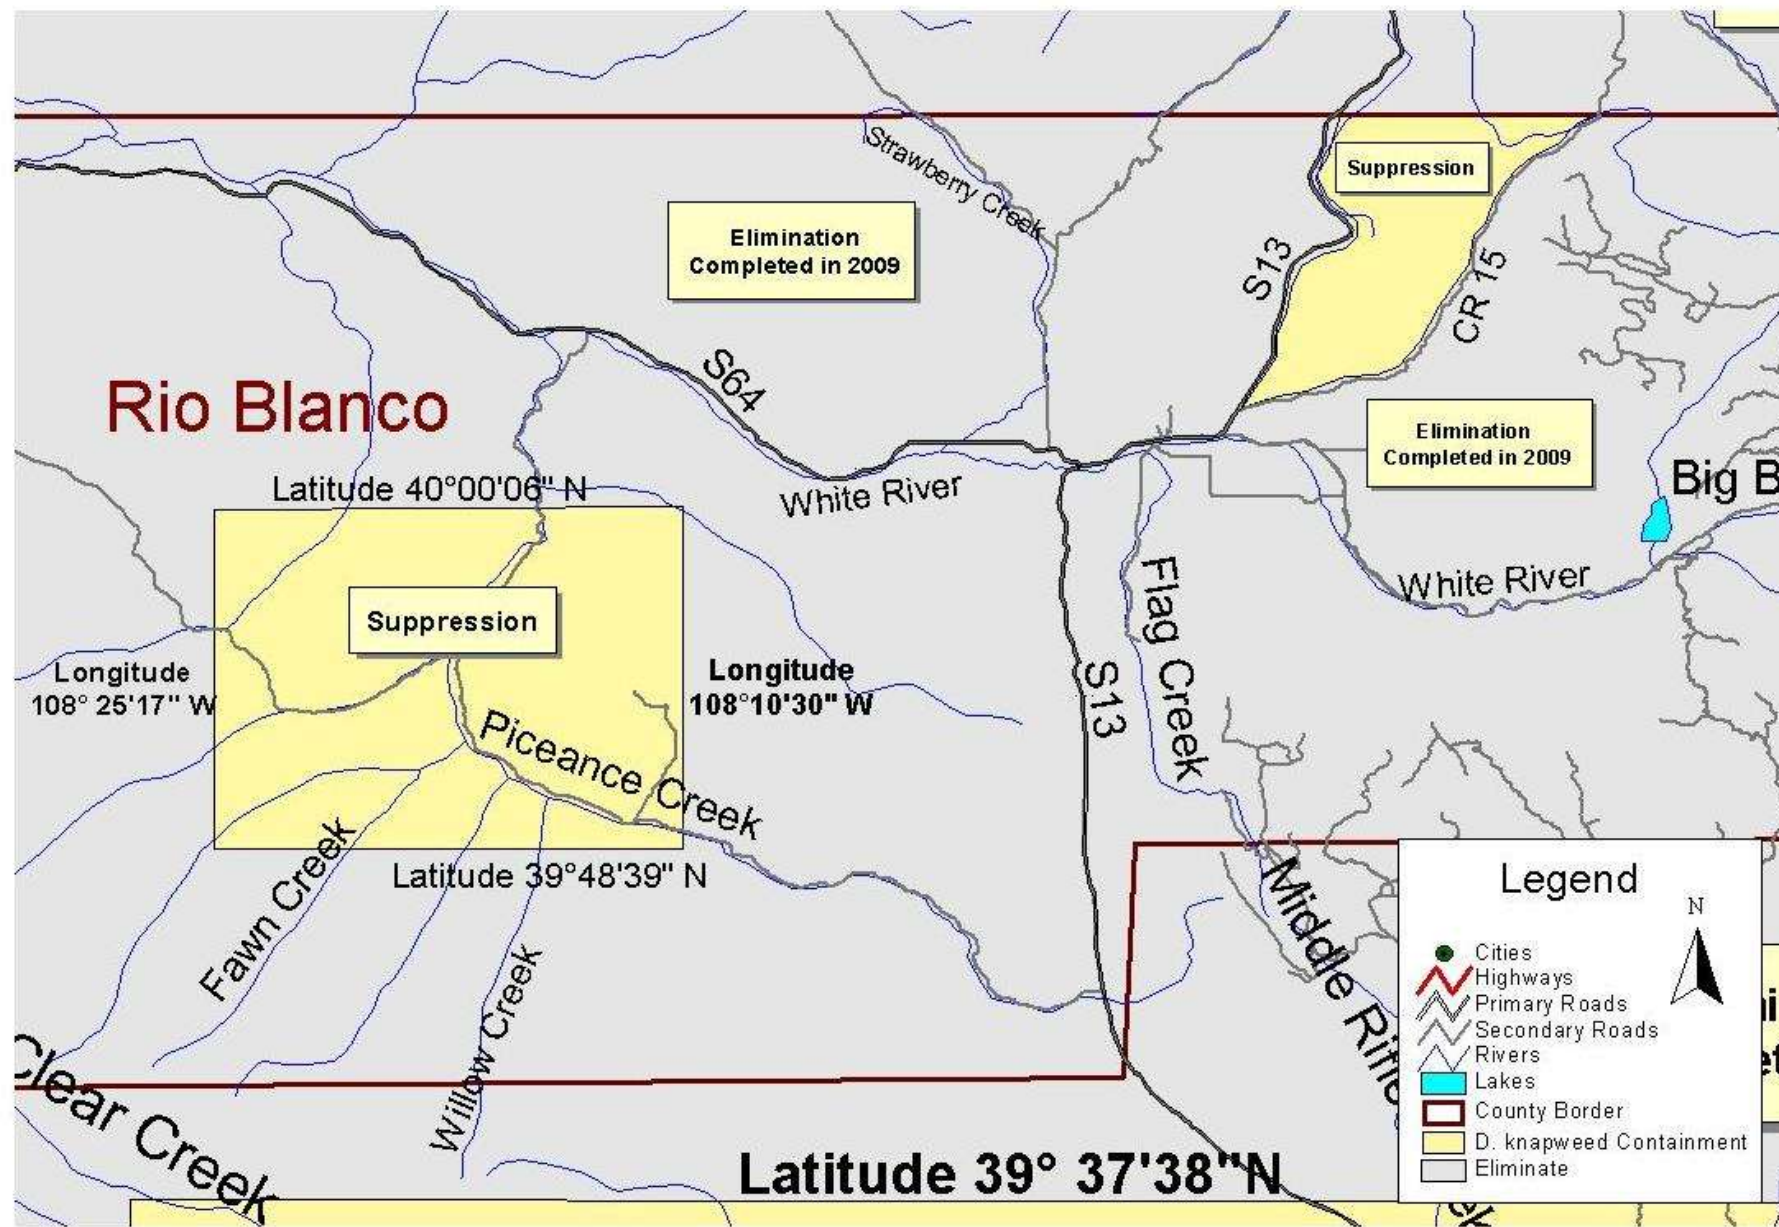 Strawberry Creek
Suppression
Elimination
Completed in 2009
S13
CR 15
S64
Rio Blanco
Elimination
Completed in 2009
Latitude 40°00'06" N
White River
Big B
White River
Flag Creek
Suppression
Longitude
108° 25'17" W
Longitude
108°10'30" W
S13
Piceance Creek
Latitude 39°48'39" N
Fawn Creek
Willow Creek
Middle Rifle
Clear Creek
Latitude 39° 37'38"N
Legend
N
Cities
Highways
Primary Roads
Secondary Roads
Rivers
Lakes
County Border
D. knapweed Containment
Eliminate